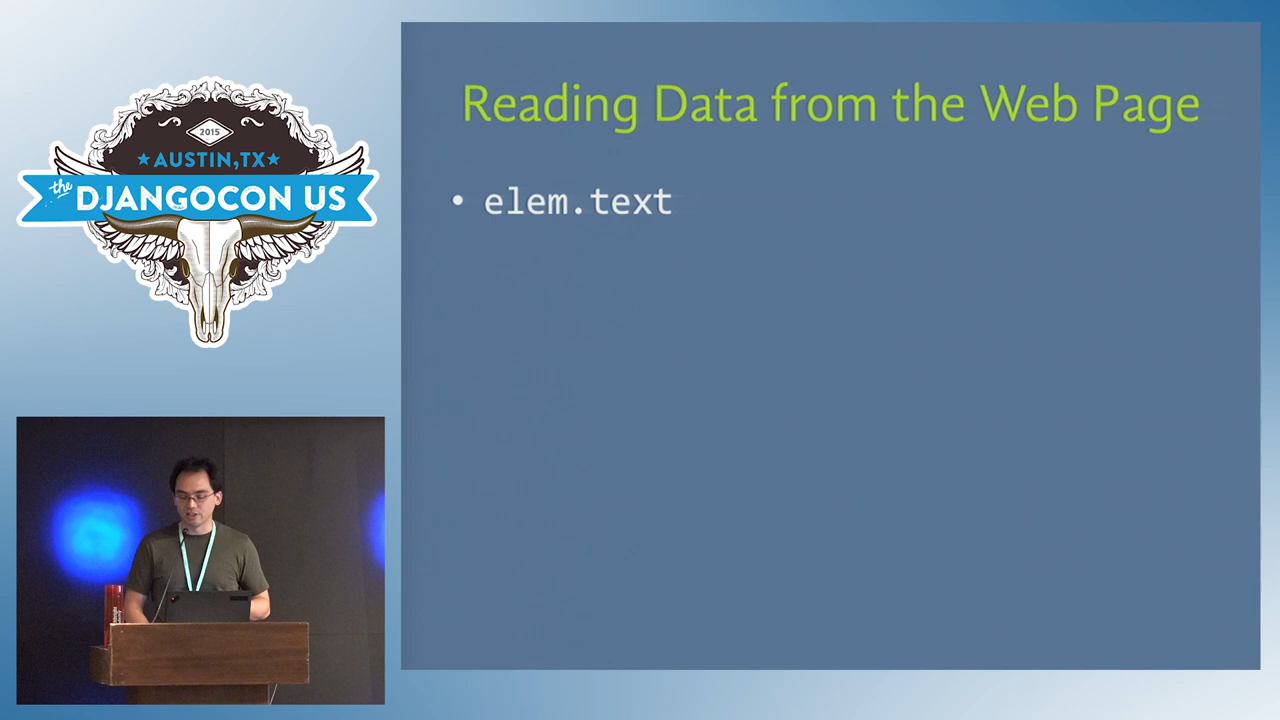 2015
AUSTIN,TX
the
DJANGOCON US
Reading Data from the Web Page
• elem.text